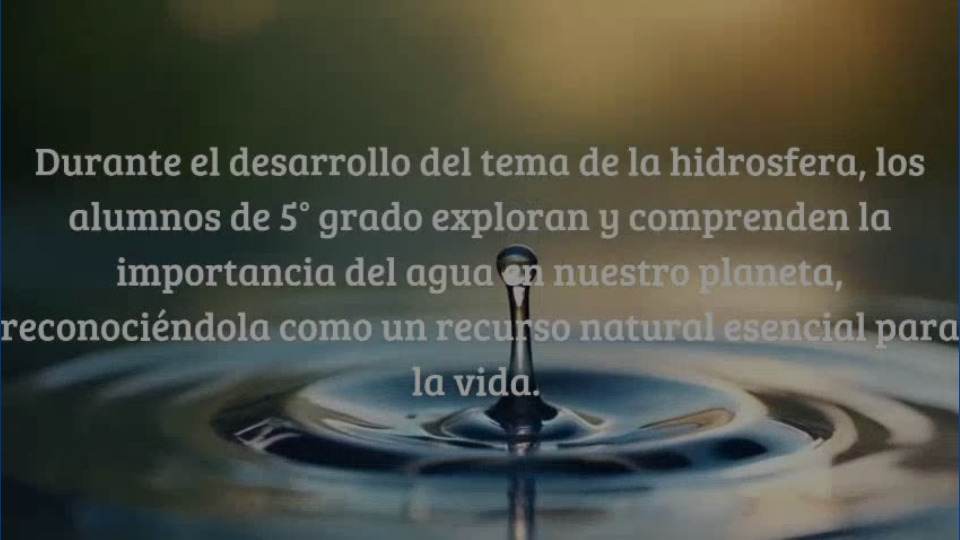 Durante el desarrollo del tema de la hidrosfera, los
alumnos de 5° grado exploran y comprenden la
importancia del agua en nuestro planeta,
reconociéndola como un recurso natural esencial para
la vida.